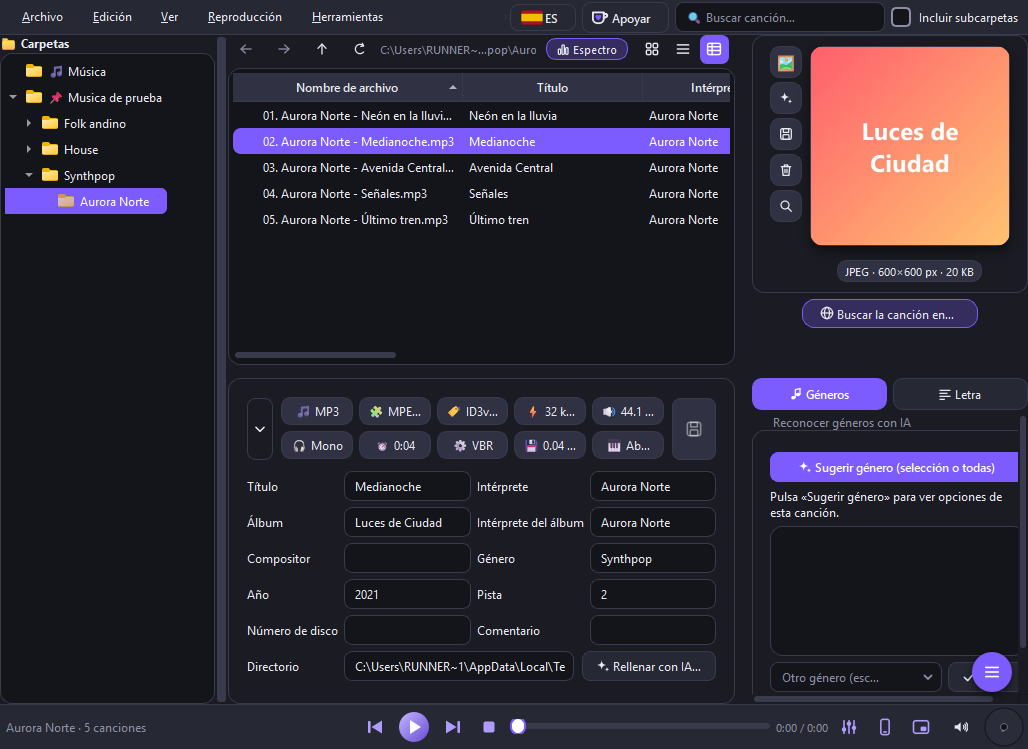 Archivo Edición Ver Reproducción Herramientas ES Apoyar Buscar canción... Incluir subcarpetas
Carpetas
Música
Musica de prueba
Folk andino
House
Synthpop
Aurora Norte
C:\Users\RUNNER~...pop\Auro Espectro
Nombre de archivo Título Intérpre
01. Aurora Norte - Neón en la lluvi... Neón en la lluvia Aurora Norte
02. Aurora Norte - Medianoche.mp3 Medianoche Aurora Norte
03. Aurora Norte - Avenida Central... Avenida Central Aurora Norte
04. Aurora Norte - Señales.mp3 Señales Aurora Norte
05. Aurora Norte - Último tren.mp3 Último tren Aurora Norte
Luces de
Ciudad
JPEG · 600×600 px · 20 KB
Buscar la canción en...
MP3 MPE... ID3v... 32 k... 44.1 ...
Mono 0:04 VBR 0.04 ... Ab...
Título Medianoche Intérprete Aurora Norte
Álbum Luces de Ciudad Intérprete del álbum Aurora Norte
Compositor Género Synthpop
Año 2021 Pista 2
Número de disco Comentario
Directorio C:\Users\RUNNER~1\AppData\Local\Te Rellenar con IA...
Géneros Letra
Reconocer géneros con IA
Sugerir género (selección o todas)
Pulsa «Sugerir género» para ver opciones de
esta canción.
Otro género (esc...
Aurora Norte · 5 canciones 0:00 / 0:00